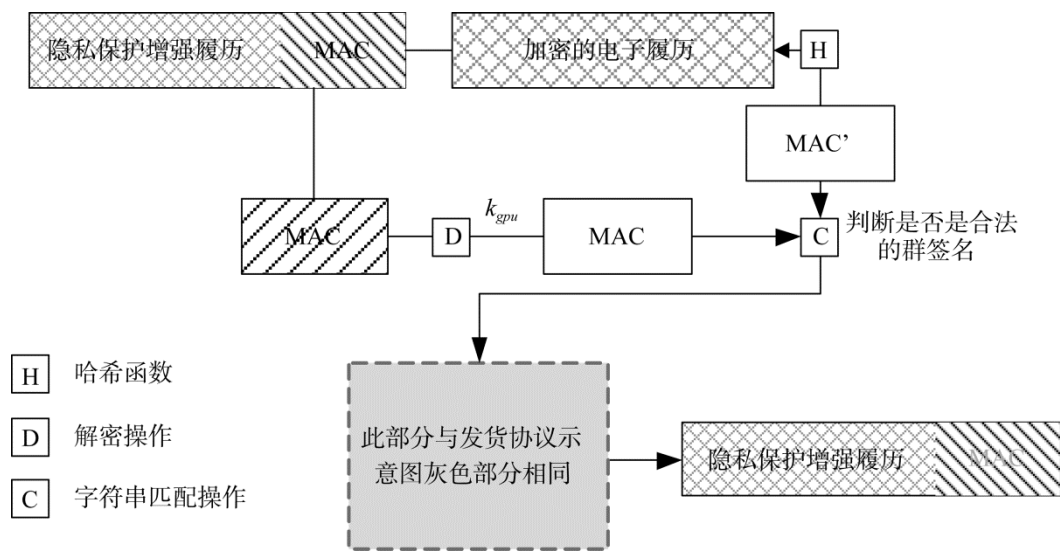 隐私保护增强履历 MAC
加密的电子履历
H
MAC’
MAC
D
k_gpu
MAC
C
判断是否是合法
的群签名
此部分与发货协议示
意图灰色部分相同
隐私保护增强履历 MAC
H 哈希函数
D 解密操作
C 字符串匹配操作